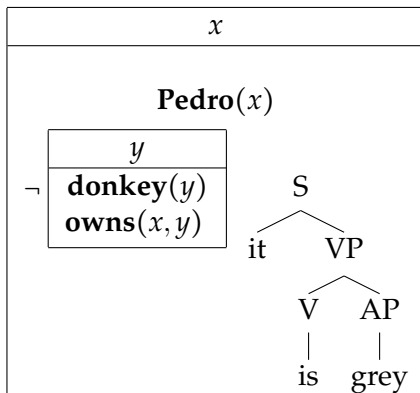 x
Pedro(x)
y
¬ donkey(y)
owns(x, y)
S
it VP
V AP
is grey